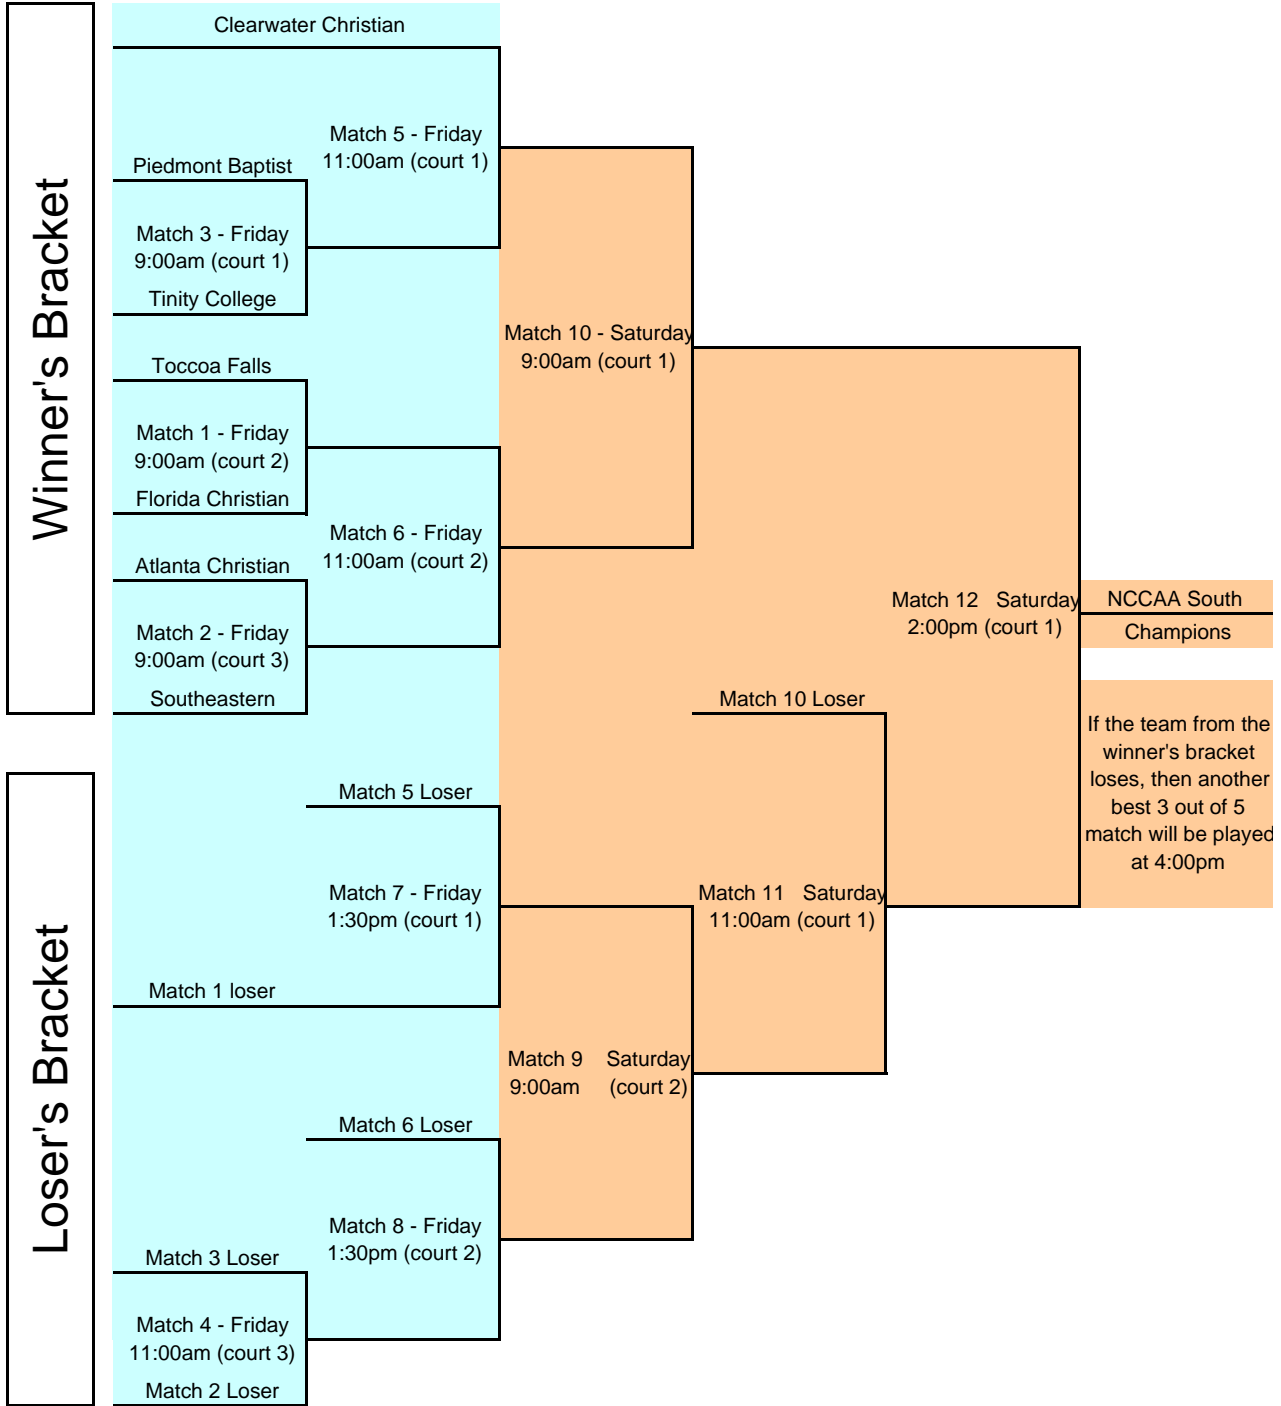 Winner's Bracket
Clearwater Christian
Match 5 - Friday
11:00am (court 1)
Piedmont Baptist
Match 3 - Friday
9:00am (court 1)
Tinity College
Match 10 - Saturday
9:00am (court 1)
Toccoa Falls
Match 1 - Friday
9:00am (court 2)
Florida Christian
Match 6 - Friday
11:00am (court 2)
Atlanta Christian
Match 2 - Friday
9:00am (court 3)
Southeastern
Match 12 Saturday
2:00pm (court 1)
NCCAA South
Champions
If the team from the
winner's bracket
loses, then another
best 3 out of 5
match will be played
at 4:00pm
Loser's Bracket
Match 10 Loser
Match 5 Loser
Match 7 - Friday
1:30pm (court 1)
Match 11 Saturday
11:00am (court 1)
Match 1 loser
Match 9 Saturday
9:00am (court 2)
Match 6 Loser
Match 8 - Friday
1:30pm (court 2)
Match 3 Loser
Match 4 - Friday
11:00am (court 3)
Match 2 Loser